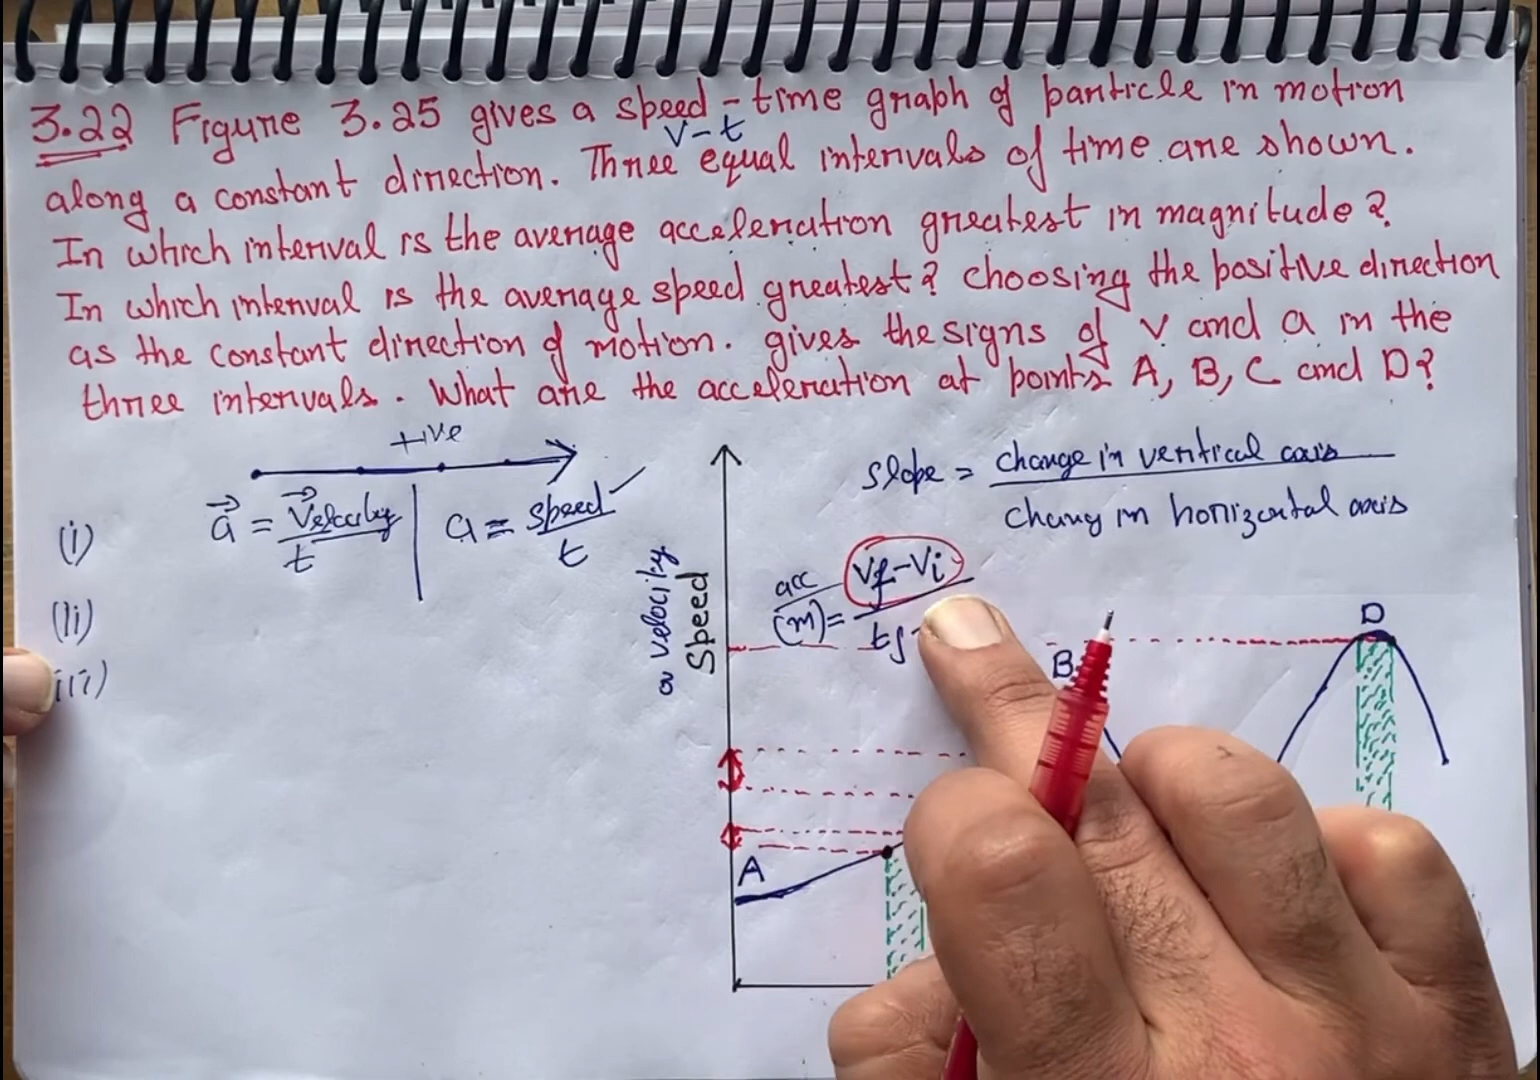 3.22 Figure 3.25 gives a speed-time graph of particle in motion
v-t
along a constant direction. Three equal intervals of time are shown.
In which interval is the average acceleration greatest in magnitude?
In which interval is the average speed greatest? Choosing the positive direction
as the constant direction of motion. gives the signs of v and a in the
three intervals. What are the acceleration at points A, B, C and D?
+ive
(i)
a = Velocity / t
a = speed / t
(ii)
(iii)
slope = change in vertical axis
change in horizontal axis
or velocity
Speed
acc
(m) = Vf-Vi
tf-
A
B
D